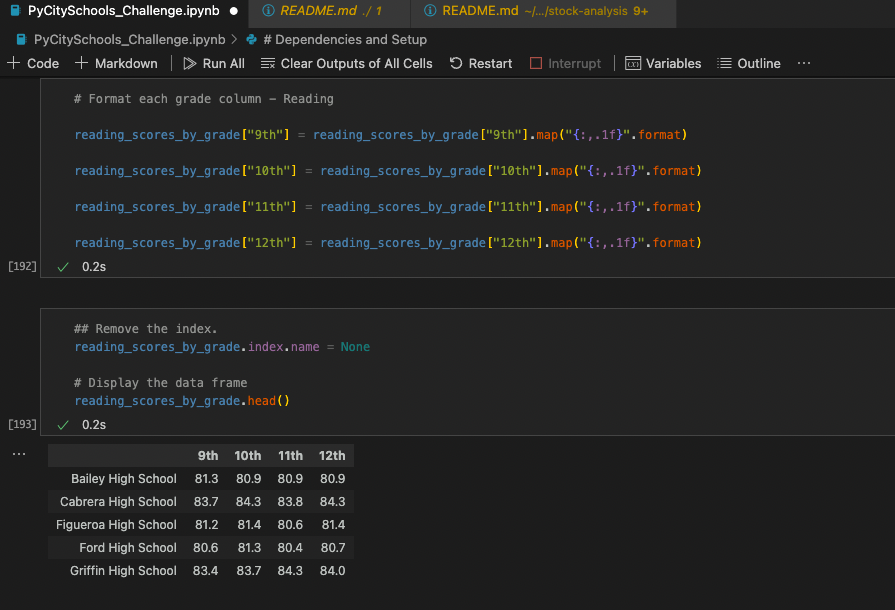 PyCitySchools_Challenge.ipynb ● README.md ./ 1 README.md ~/.../stock-analysis 9+
PyCitySchools_Challenge.ipynb > # Dependencies and Setup
+ Code + Markdown Run All Clear Outputs of All Cells Restart Interrupt Variables Outline ...
# Format each grade column - Reading
reading_scores_by_grade["9th"] = reading_scores_by_grade["9th"].map("{:,.1f}".format)
reading_scores_by_grade["10th"] = reading_scores_by_grade["10th"].map("{:,.1f}".format)
reading_scores_by_grade["11th"] = reading_scores_by_grade["11th"].map("{:,.1f}".format)
reading_scores_by_grade["12th"] = reading_scores_by_grade["12th"].map("{:,.1f}".format)
[192] ✓ 0.2s
## Remove the index.
reading_scores_by_grade.index.name = None
# Display the data frame
reading_scores_by_grade.head()
[193] ✓ 0.2s
...
9th 10th 11th 12th
Bailey High School 81.3 80.9 80.9 80.9
Cabrera High School 83.7 84.3 83.8 84.3
Figueroa High School 81.2 81.4 80.6 81.4
Ford High School 80.6 81.3 80.4 80.7
Griffin High School 83.4 83.7 84.3 84.0